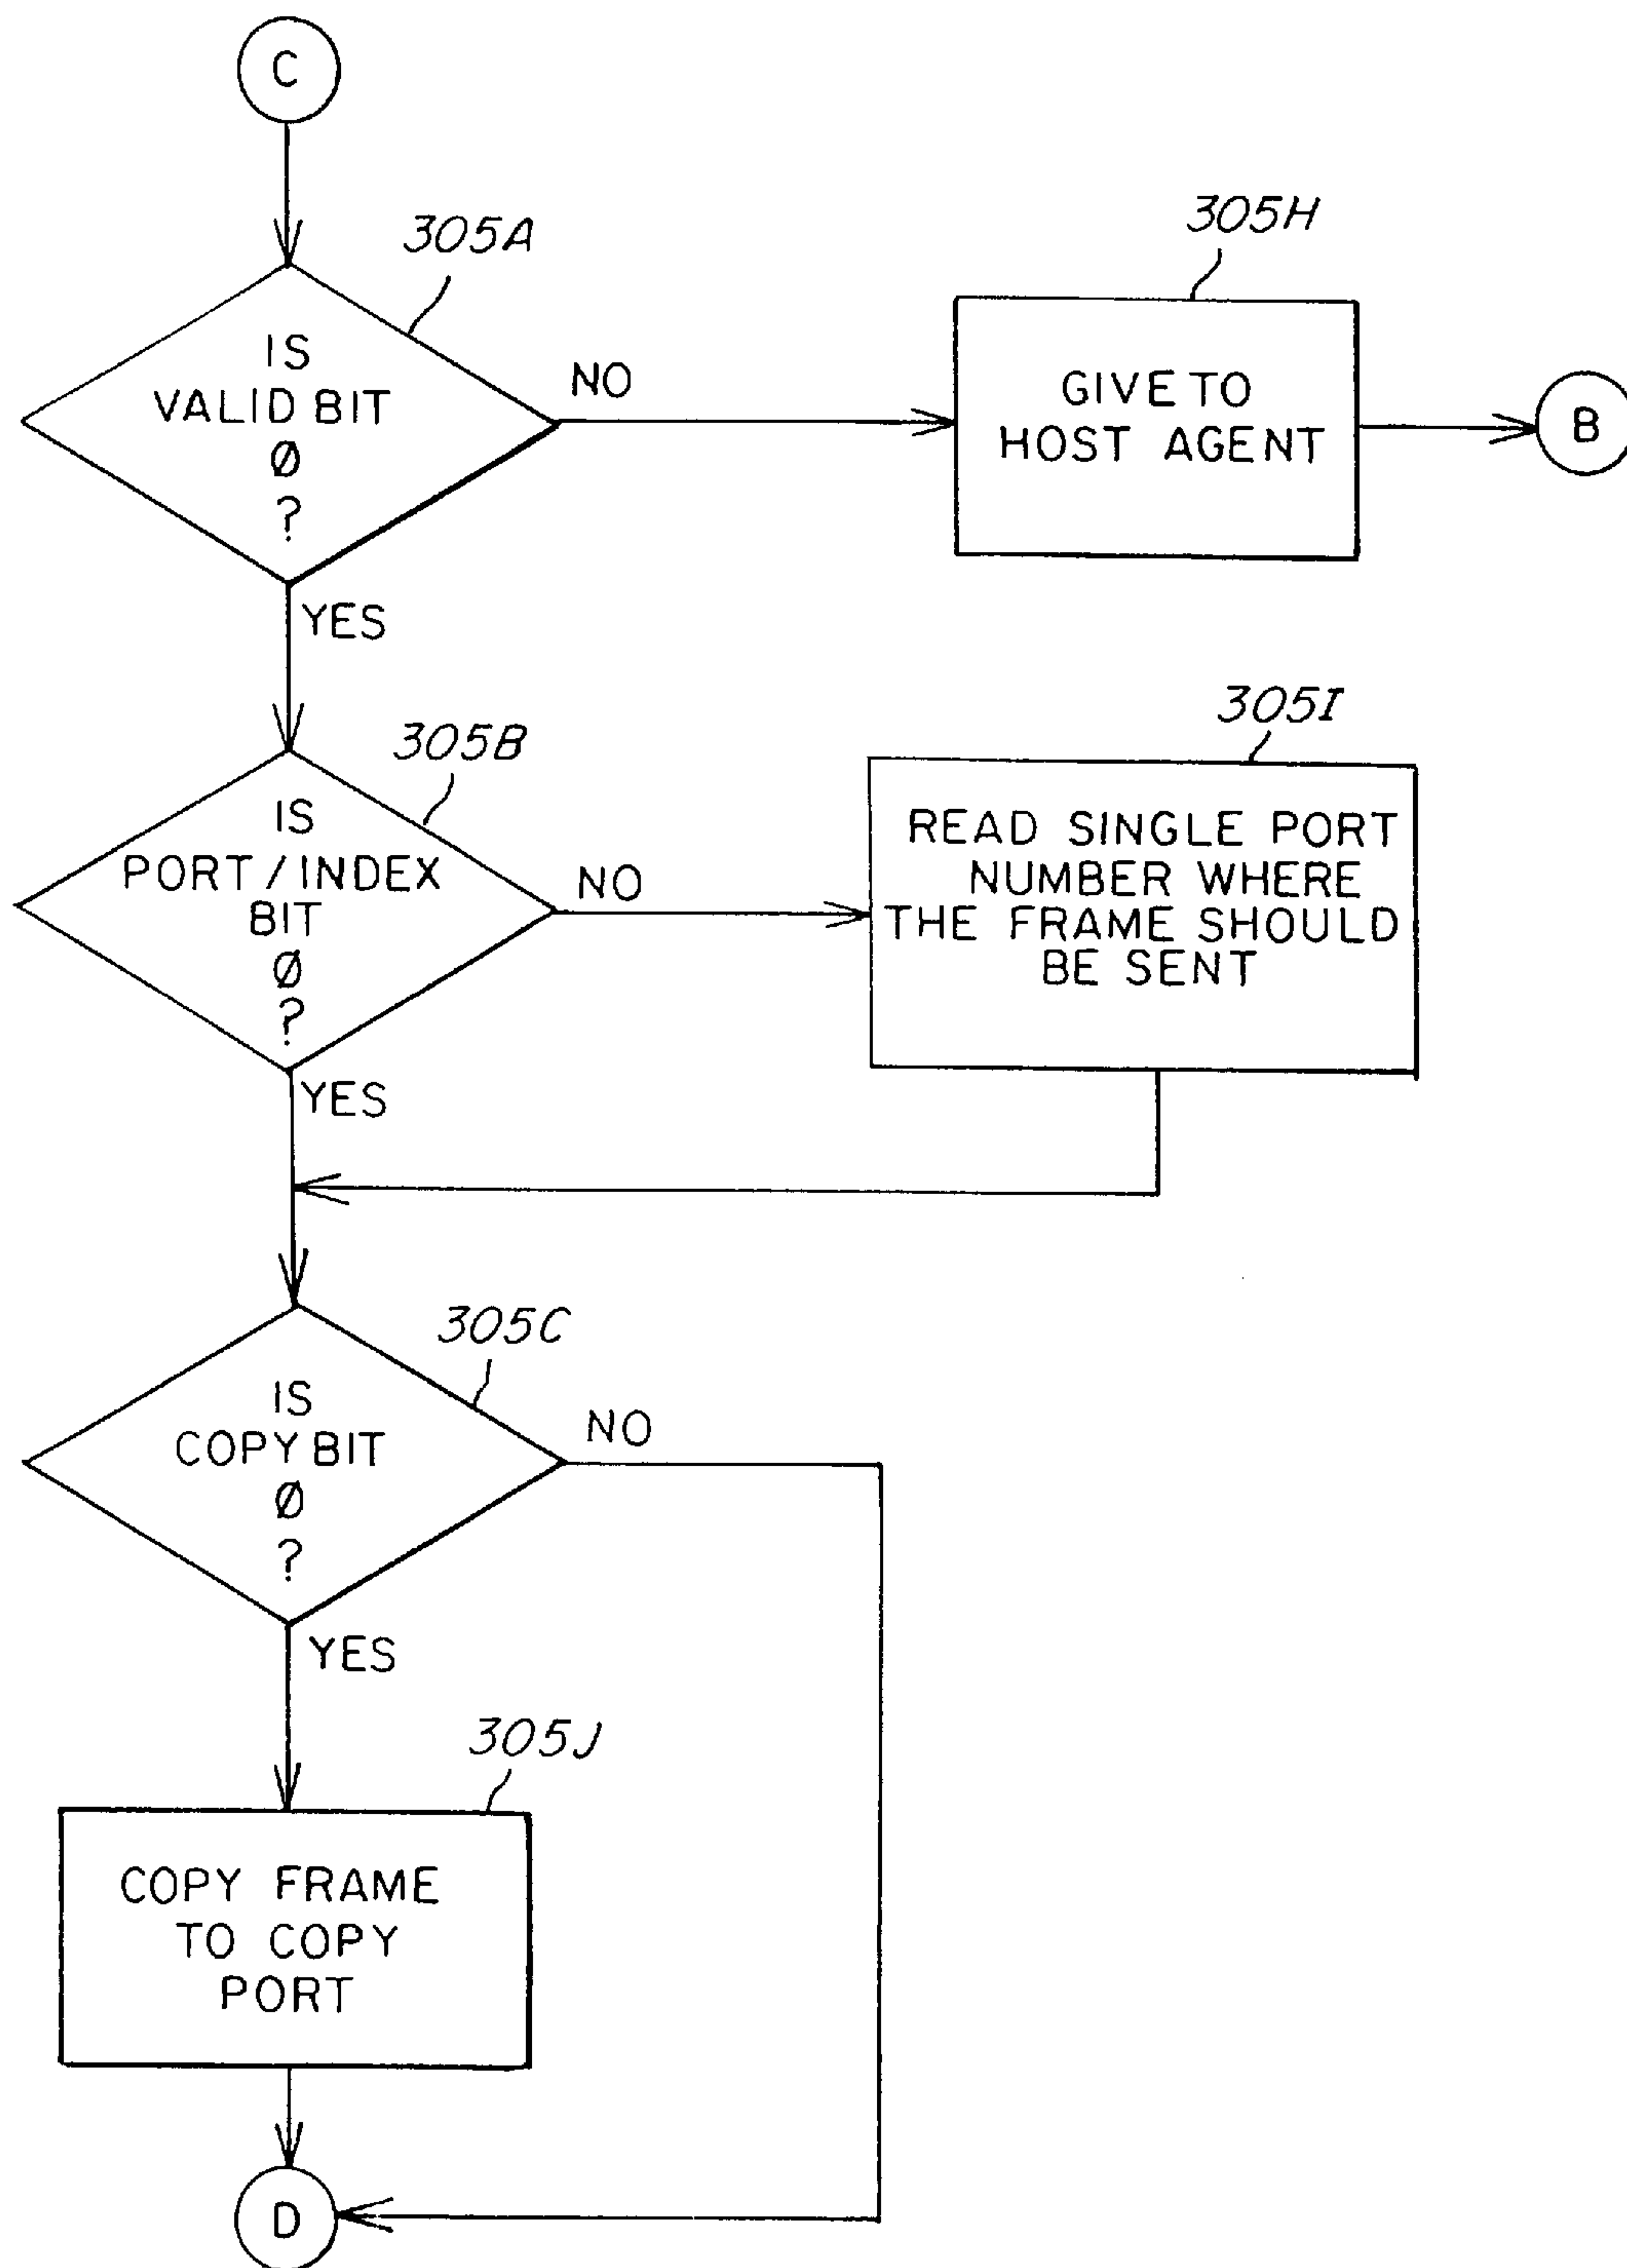 C
305A
IS
VALID BIT
Ø
?
NO
YES
305H
GIVE TO
HOST AGENT
B
305B
IS
PORT / INDEX
BIT
Ø
?
NO
YES
305I
READ SINGLE PORT
NUMBER WHERE
THE FRAME SHOULD
BE SENT
305C
IS
COPY BIT
Ø
?
NO
YES
305J
COPY FRAME
TO COPY
PORT
D